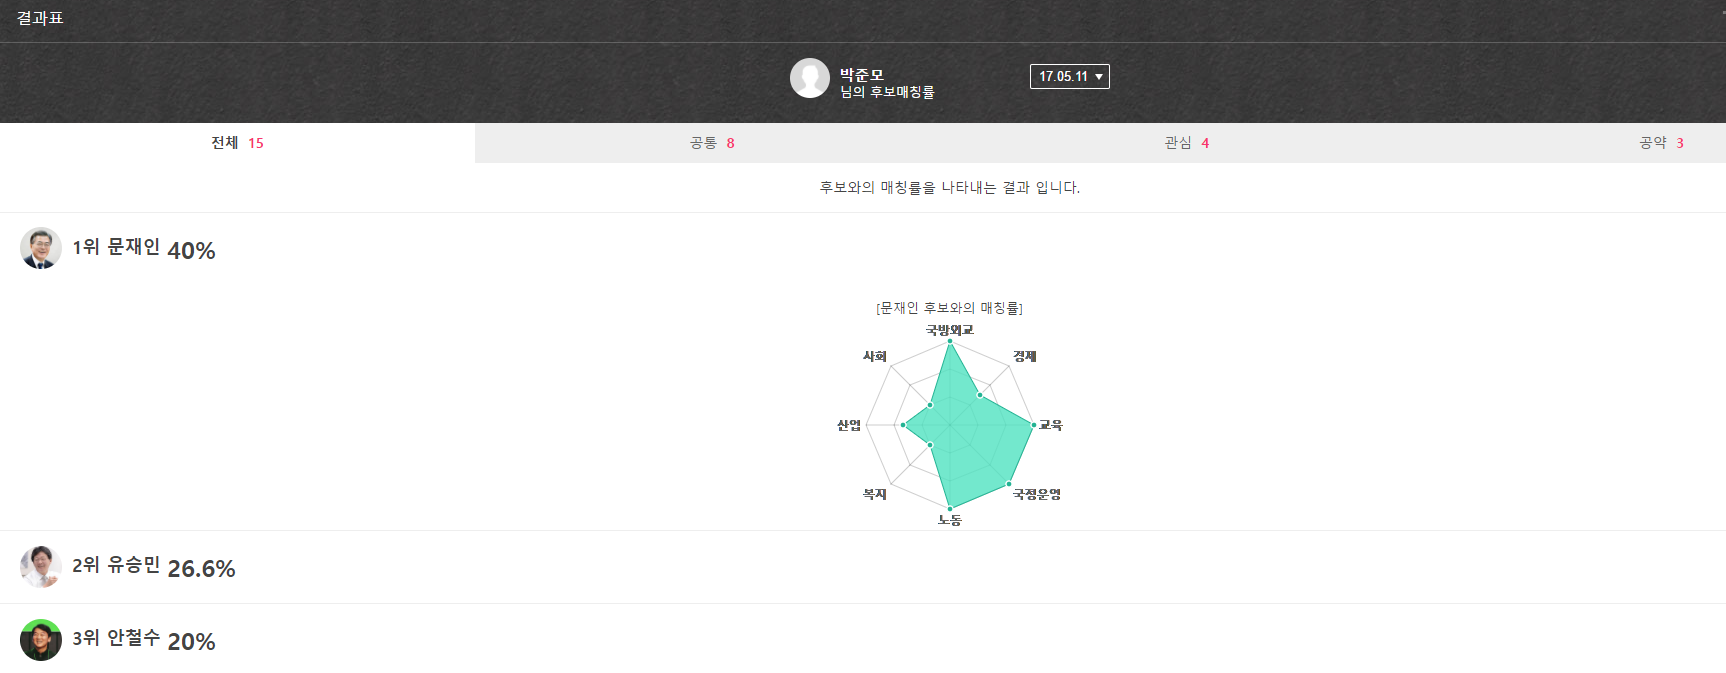 결과표
박준모
님의 후보매칭률
17.05.11
전체 15
공통 8
관심 4
공약 3
후보와의 매칭률을 나타내는 결과 입니다.
1위 문재인 40%
[문재인 후보와의 매칭률]
국방외교
사회
경제
산업
교육
복지
국정운영
노동
2위 유승민 26.6%
3위 안철수 20%